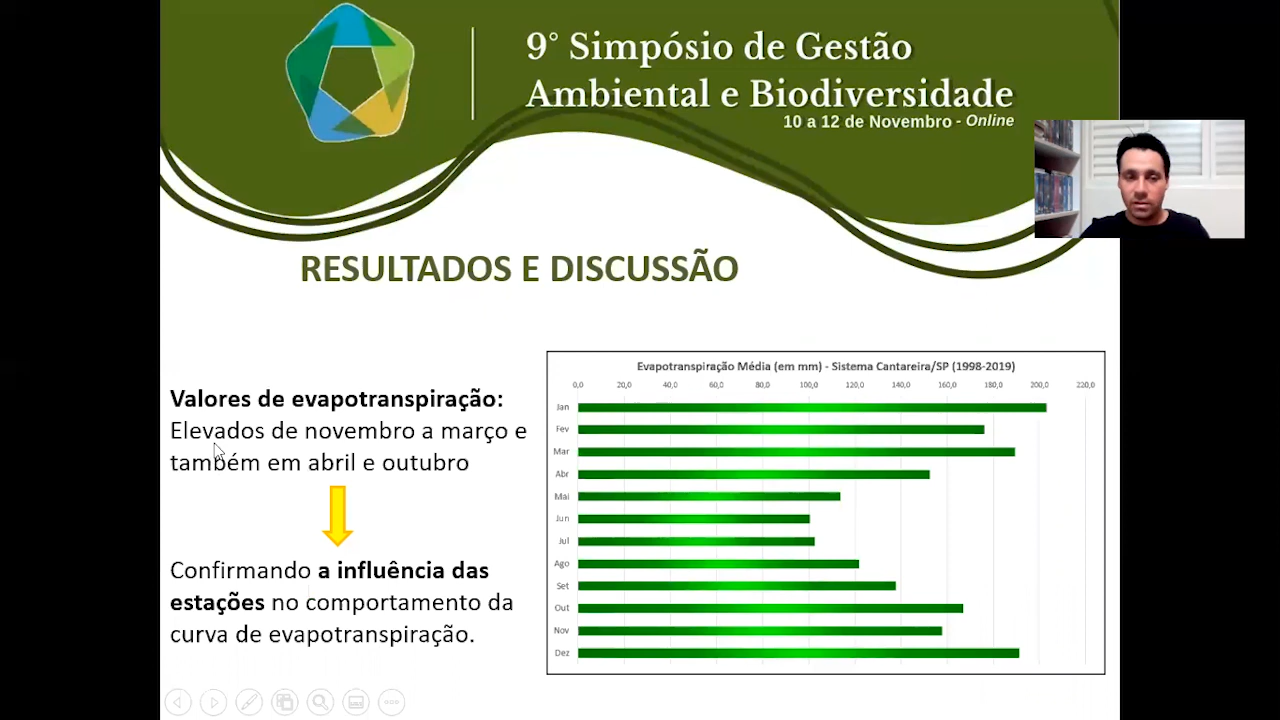 9° Simpósio de Gestão
Ambiental e Biodiversidade
10 a 12 de Novembro - Online
RESULTADOS E DISCUSSÃO
Valores de evapotranspiração:
Elevados de novembro a março e
também em abril e outubro
Confirmando a influência das
estações no comportamento da
curva de evapotranspiração.
Evapotranspiração Média (em mm) - Sistema Cantareira/SP (1998-2019)
0,0 20,0 40,0 60,0 80,0 100,0 120,0 140,0 160,0 180,0 200,0 220,0
Jan
Fev
Mar
Abr
Mai
Jun
Jul
Ago
Set
Out
Nov
Dez